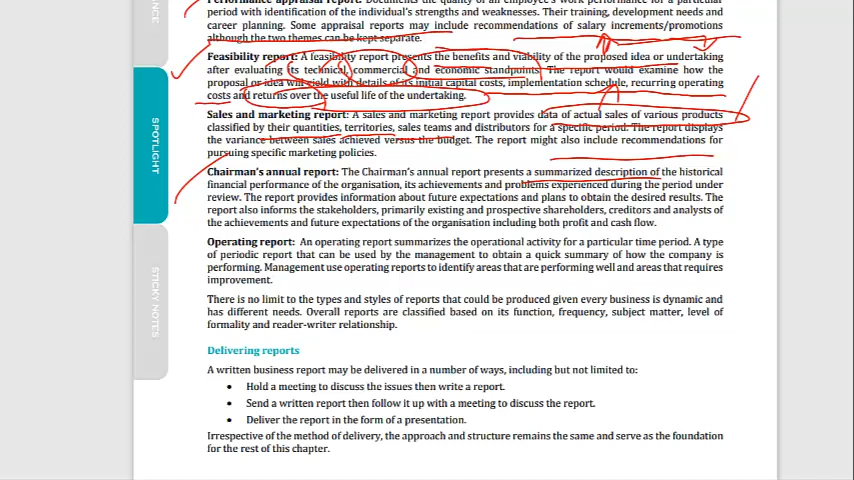 Performance appraisal report: Documents the quality of an employee's work performance for a particular
period with identification of the individual's strengths and weaknesses. Their training, development needs and
career planning. Some appraisal reports may include recommendations of salary increments/promotions
although the two themes can be kept separate.
Feasibility report: A feasibility report presents the benefits and viability of the proposed idea or undertaking
after evaluating its technical, commercial and economic standpoints. The report would examine how the
proposal or idea will yield with details of its initial capital costs, implementation schedule, recurring operating
costs and returns over the useful life of the undertaking.
SPOTLIGHT
Sales and marketing report: A sales and marketing report provides data of actual sales of various products
classified by their quantities, territories, sales teams and distributors for a specific period. The report displays
the variance between sales achieved versus the budget. The report might also include recommendations for
pursuing specific marketing policies.
Chairman's annual report: The Chairman's annual report presents a summarized description of the historical
financial performance of the organisation, its achievements and problems experienced during the period under
review. The report provides information about future expectations and plans to obtain the desired results. The
report also informs the stakeholders, primarily existing and prospective shareholders, creditors and analysts of
the achievements and future expectations of the organisation including both profit and cash flow.
STICKY NOTES
Operating report: An operating report summarizes the operational activity for a particular time period. A type
of periodic report that can be used by the management to obtain a quick summary of how the company is
performing. Management use operating reports to identify areas that are performing well and areas that requires
improvement.
There is no limit to the types and styles of reports that could be produced given every business is dynamic and
has different needs. Overall reports are classified based on its function, frequency, subject matter, level of
formality and reader-writer relationship.
Delivering reports
A written business report may be delivered in a number of ways, including but not limited to:
• Hold a meeting to discuss the issues then write a report.
• Send a written report then follow it up with a meeting to discuss the report.
• Deliver the report in the form of a presentation.
Irrespective of the method of delivery, the approach and structure remains the same and serve as the foundation
for the rest of this chapter.